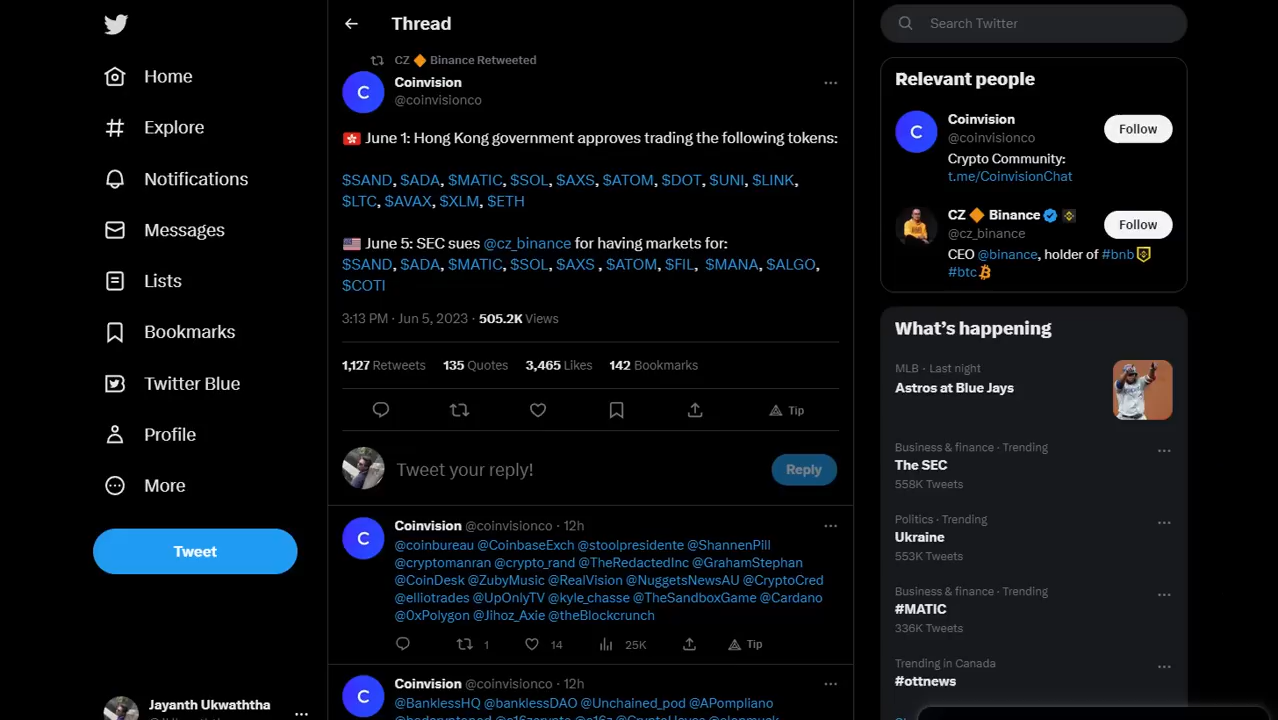 Home
Explore
Notifications
Messages
Lists
Bookmarks
Twitter Blue
Profile
More
Tweet
Jayanth Ukwaththa
Thread
CZ 🔶 Binance Retweeted
C
Coinvision
@coinvisionco
🇭🇰 June 1: Hong Kong government approves trading the following tokens:
$SAND, $ADA, $MATIC, $SOL, $AXS, $ATOM, $DOT, $UNI, $LINK,
$LTC, $AVAX, $XLM, $ETH
🇺🇸 June 5: SEC sues @cz_binance for having markets for:
$SAND, $ADA, $MATIC, $SOL, $AXS , $ATOM, $FIL, $MANA, $ALGO,
$COTI
3:13 PM · Jun 5, 2023 · 505.2K Views
1,127 Retweets 135 Quotes 3,465 Likes 142 Bookmarks
Tip
Tweet your reply!
Reply
C
Coinvision @coinvisionco · 12h
@coinbureau @CoinbaseExch @stoolpresidente @ShannenPill
@cryptomanran @crypto_rand @TheRedactedInc @GrahamStephan
@CoinDesk @ZubyMusic @RealVision @NuggetsNewsAU @CryptoCred
@elliotrades @UpOnlyTV @kyle_chasse @TheSandboxGame @Cardano
@0xPolygon @Jihoz_Axie @theBlockcrunch
1 14 25K Tip
C
Coinvision @coinvisionco · 12h
@BanklessHQ @banklessDAO @Unchained_pod @APompliano
Search Twitter
Relevant people
C
Coinvision
@coinvisionco
Follow
Crypto Community:
t.me/CoinvisionChat
CZ 🔶 Binance
@cz_binance
Follow
CEO @binance, holder of #bnb
#btc
What's happening
MLB · Last night
Astros at Blue Jays
Business & finance · Trending
The SEC
558K Tweets
Politics · Trending
Ukraine
553K Tweets
Business & finance · Trending
#MATIC
336K Tweets
Trending in Canada
#ottnews